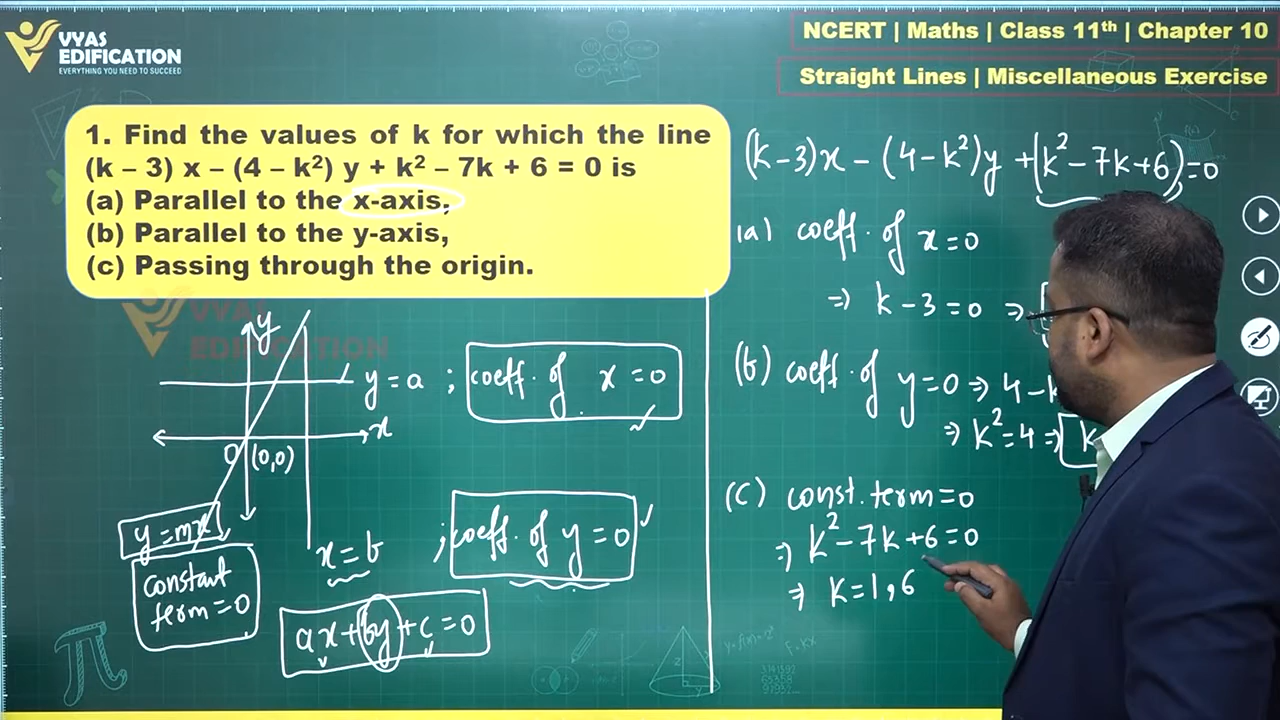 VYAS
EDIFICATION
EVERYTHING YOU NEED TO SUCCEED
NCERT | Maths | Class 11th | Chapter 10
Straight Lines | Miscellaneous Exercise
1. Find the values of k for which the line
(k – 3) x – (4 – k²) y + k² – 7k + 6 = 0 is
(a) Parallel to the x-axis,
(b) Parallel to the y-axis,
(c) Passing through the origin.
VYAS
EDIFICATION
y
y = a ; coeff. of x = 0
x
O (0,0)
y = mx
constant
term = 0
x = b ; coeff. of y = 0
ax + by + c = 0
(k-3)x - (4-k²)y + (k²-7k+6) = 0
(a) coeff. of x = 0
⇒ k-3 = 0 ⇒
(b) coeff. of y = 0 ⇒ 4-
⇒ k² = 4 ⇒ k
(c) const. term = 0
⇒ k²-7k+6 = 0
⇒ k = 1, 6